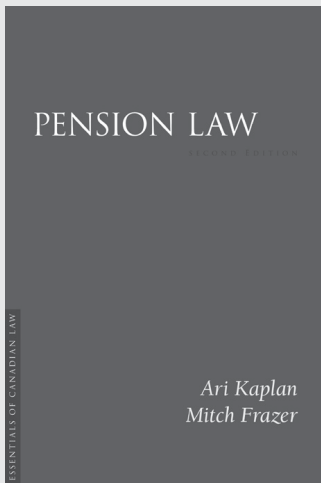 PENSION LAW
SECOND EDITION
Ari Kaplan
Mitch Frazer
ESSENTIALS OF CANADIAN LAW